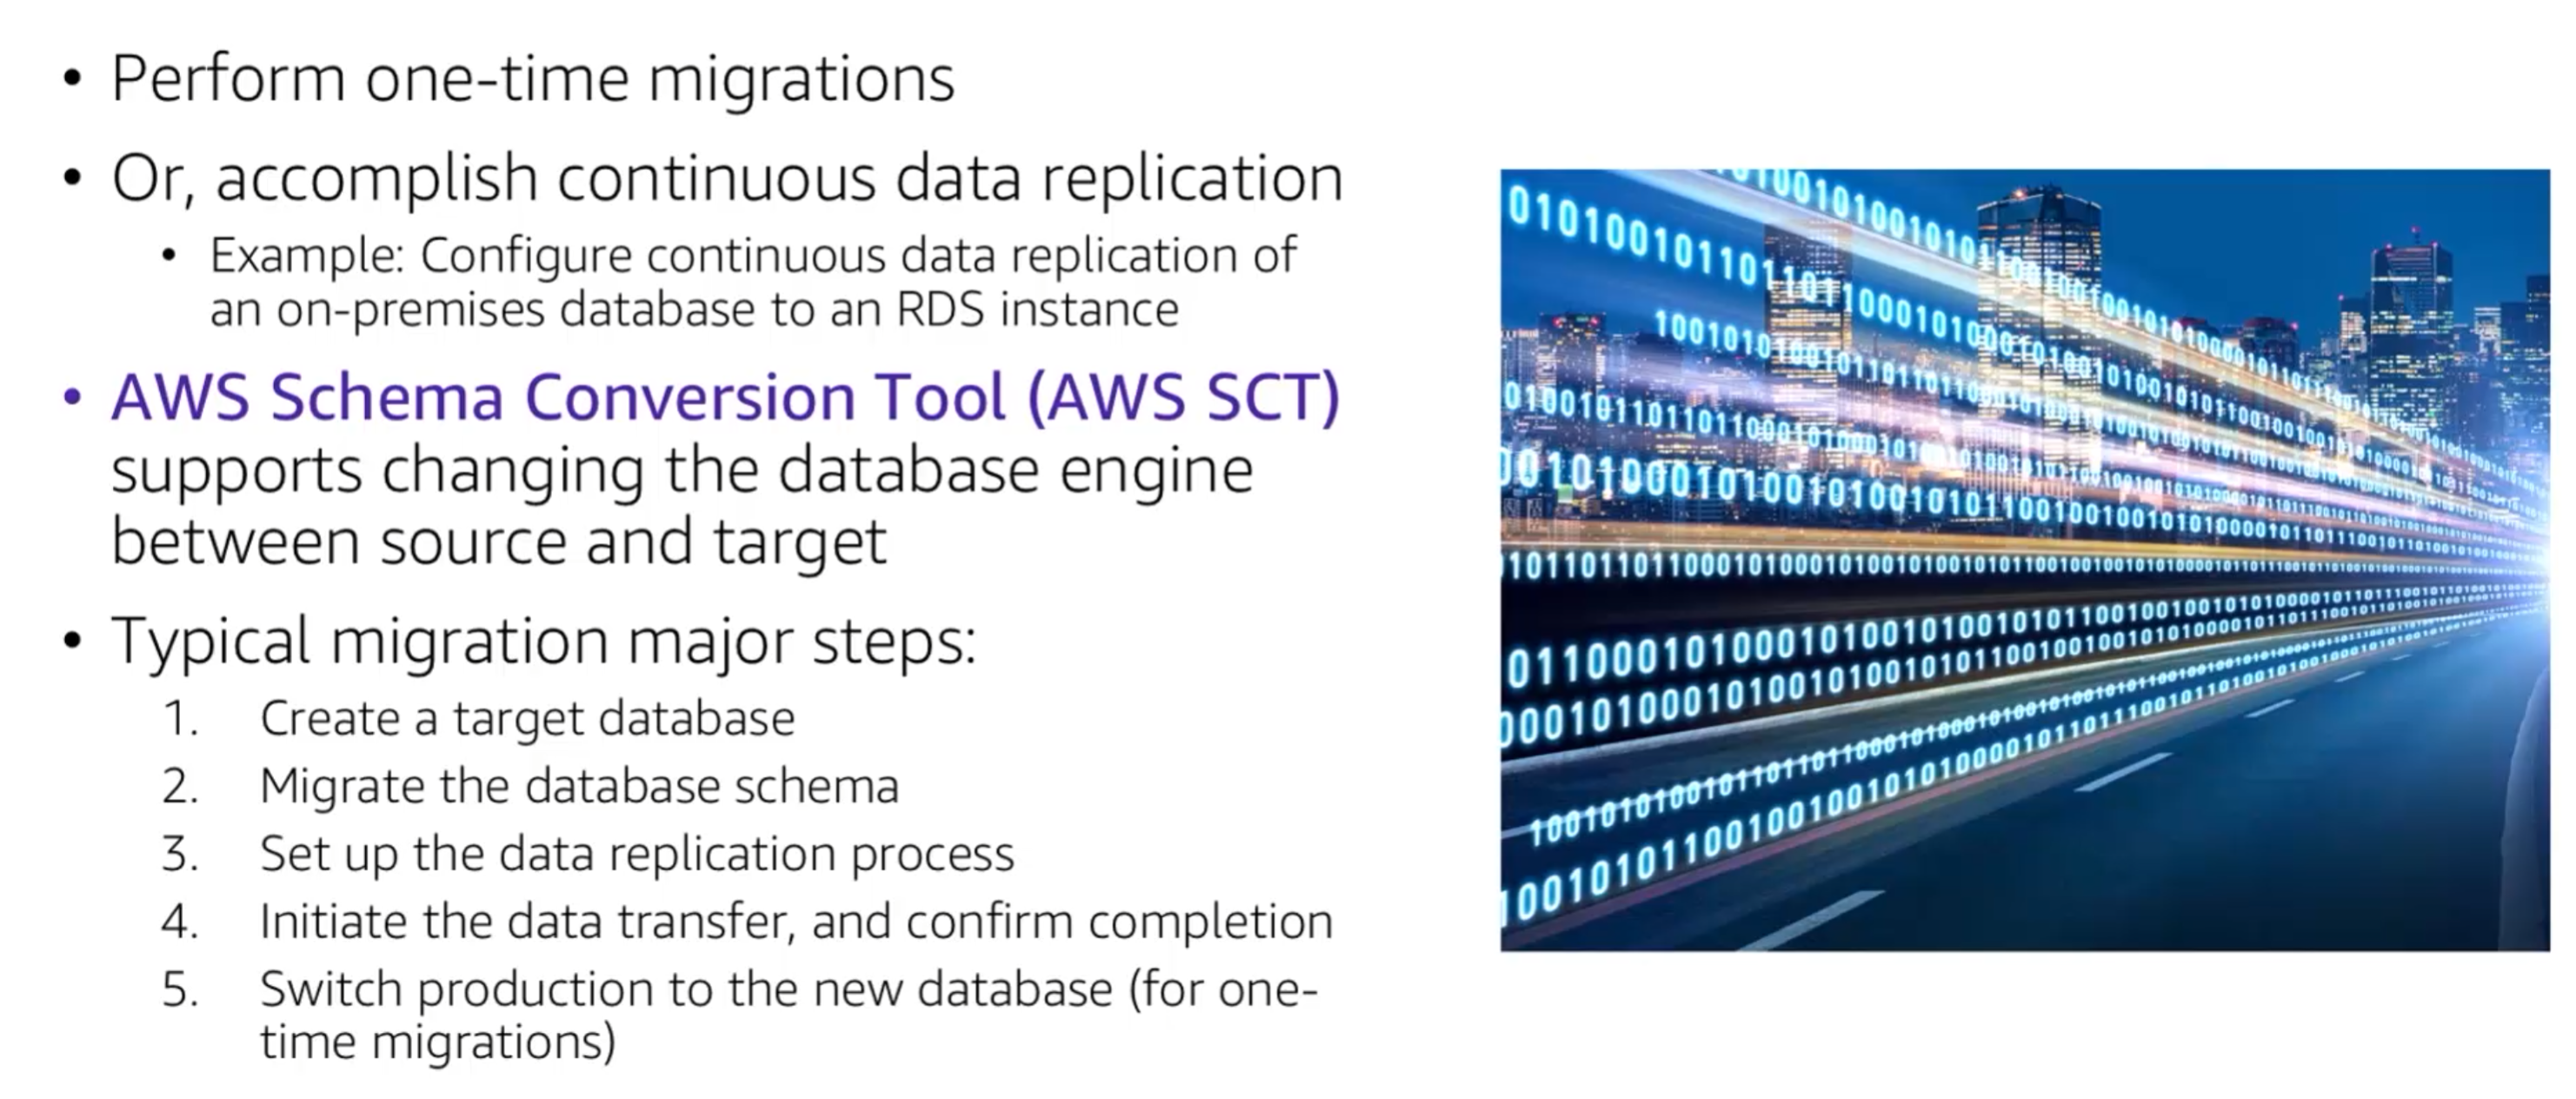 • Perform one-time migrations
• Or, accomplish continuous data replication
• Example: Configure continuous data replication of
an on-premises database to an RDS instance
• AWS Schema Conversion Tool (AWS SCT)
supports changing the database engine
between source and target
• Typical migration major steps:
1. Create a target database
2. Migrate the database schema
3. Set up the data replication process
4. Initiate the data transfer, and confirm completion
5. Switch production to the new database (for one-
time migrations)